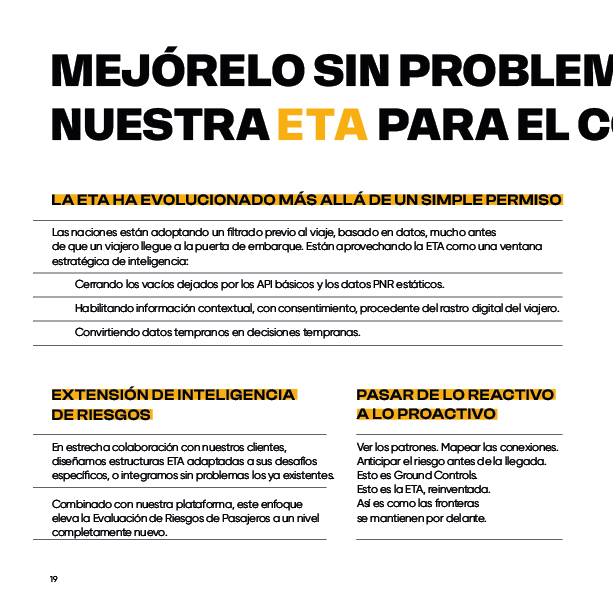 MEJÓRELO SIN PROBLEM
NUESTRA ETA PARA EL C
LA ETA HA EVOLUCIONADO MÁS ALLÁ DE UN SIMPLE PERMISO
Las naciones están adoptando un filtrado previo al viaje, basado en datos, mucho antes
de que un viajero llegue a la puerta de embarque. Están aprovechando la ETA como una ventana
estratégica de inteligencia:
Cerrando los vacíos dejados por los API básicos y los datos PNR estáticos.
Habilitando información contextual, con consentimiento, procedente del rastro digital del viajero.
Convirtiendo datos tempranos en decisiones tempranas.
EXTENSIÓN DE INTELIGENCIA
DE RIESGOS
En estrecha colaboración con nuestros clientes,
diseñamos estructuras ETA adaptadas a sus desafíos
específicos, o integramos sin problemas los ya existentes.
Combinado con nuestra plataforma, este enfoque
eleva la Evaluación de Riesgos de Pasajeros a un nivel
completamente nuevo.
PASAR DE LO REACTIVO
A LO PROACTIVO
Ver los patrones. Mapear las conexiones.
Anticipar el riesgo antes de la llegada.
Esto es Ground Controls.
Esto es la ETA, reinventada.
Así es como las fronteras
se mantienen por delante.
19